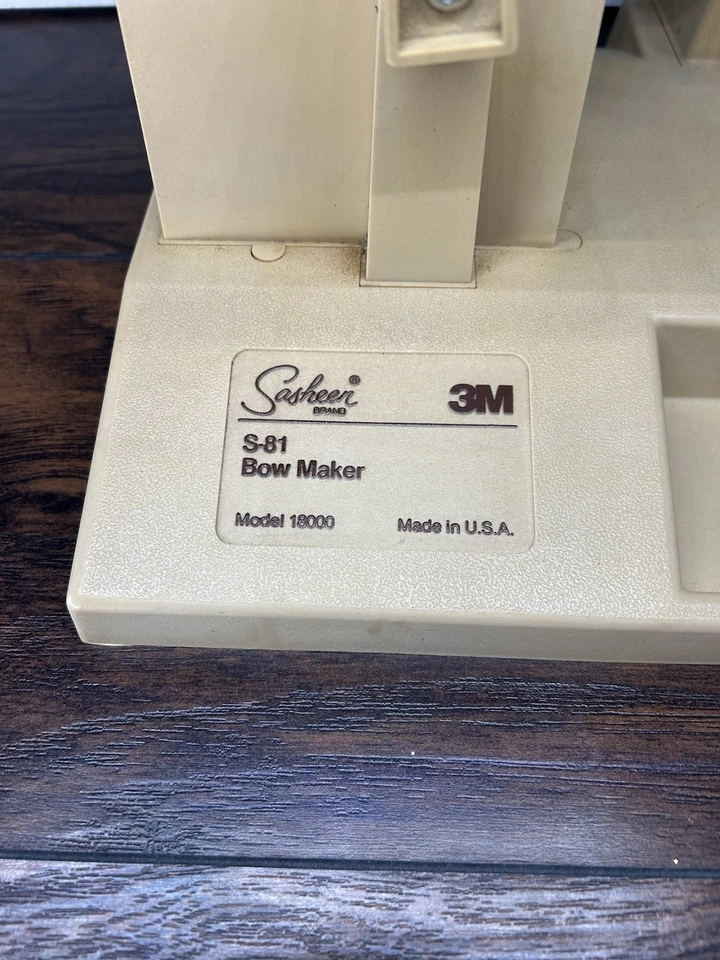 Sasheen® 3M
BRAND
S-81
Bow Maker
Model 18000 Made in U.S.A.